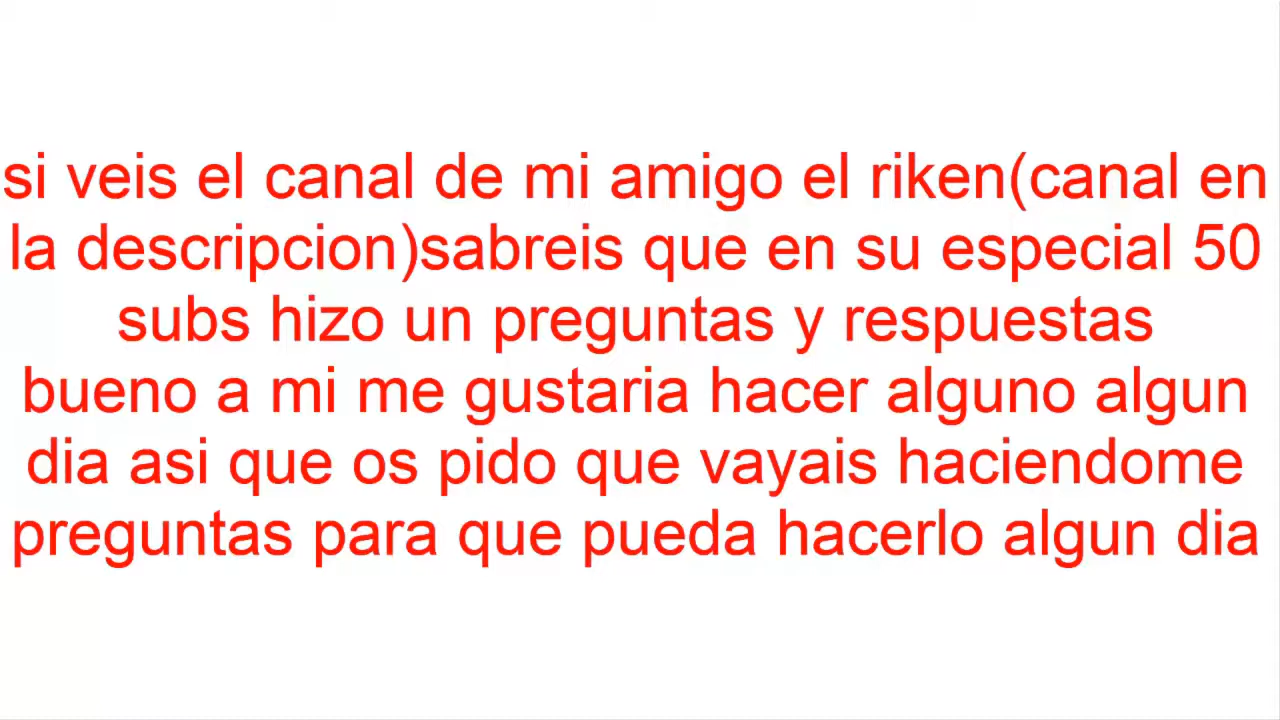 si veis el canal de mi amigo el riken(canal en
la descripcion)sabreis que en su especial 50
subs hizo un preguntas y respuestas
bueno a mi me gustaria hacer alguno algun
dia asi que os pido que vayais haciendome
preguntas para que pueda hacerlo algun dia